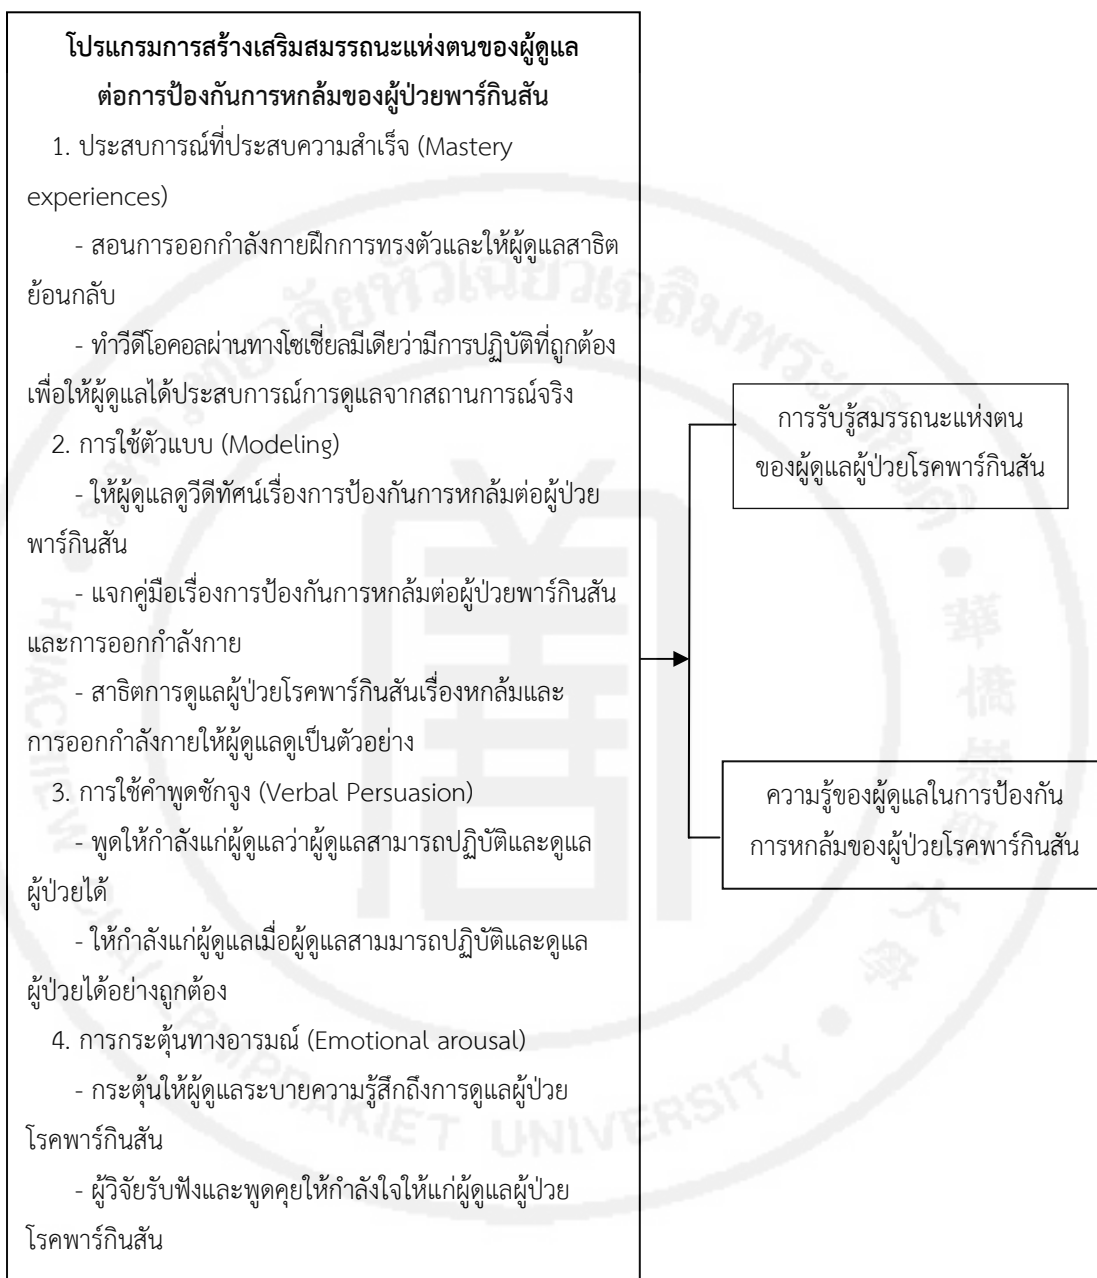 โปรแกรมการสร้างเสริมสมรรถนะแห่งตนของผู้ดูแล
ต่อการป้องกันการหกล้มของผู้ป่วยพาร์กินสัน
1. ประสบการณ์ที่ประสบความสำเร็จ (Mastery
experiences)
- สอนการออกกำลังกายฝึกการทรงตัวและให้ผู้ดูแลสาธิต
ย้อนกลับ
- ทำวีดีโอคอลผ่านทางโซเชี่ยลมีเดียว่ามีการปฏิบัติที่ถูกต้อง
เพื่อให้ผู้ดูแลได้ประสบการณ์การดูแลจากสถานการณ์จริง
2. การใช้ตัวแบบ (Modeling)
- ให้ผู้ดูแลดูวีดีทัศน์เรื่องการป้องกันการหกล้มต่อผู้ป่วย
พาร์กินสัน
- แจกคู่มือเรื่องการป้องกันการหกล้มต่อผู้ป่วยพาร์กินสัน
และการออกกำลังกาย
- สาธิตการดูแลผู้ป่วยโรคพาร์กินสันเรื่องหกล้มและ
การออกกำลังกายให้ผู้ดูแลดูเป็นตัวอย่าง
3. การใช้คำพูดชักจูง (Verbal Persuasion)
- พูดให้กำลังแก่ผู้ดูแลว่าผู้ดูแลสามารถปฏิบัติและดูแล
ผู้ป่วยได้
- ให้กำลังแก่ผู้ดูแลเมื่อผู้ดูแลสามมารถปฏิบัติและดูแล
ผู้ป่วยได้อย่างถูกต้อง
4. การกระตุ้นทางอารมณ์ (Emotional arousal)
- กระตุ้นให้ผู้ดูแลระบายความรู้สึกถึงการดูแลผู้ป่วย
โรคพาร์กินสัน
- ผู้วิจัยรับฟังและพูดคุยให้กำลังใจให้แก่ผู้ดูแลผู้ป่วย
โรคพาร์กินสัน
การรับรู้สมรรถนะแห่งตน
ของผู้ดูแลผู้ป่วยโรคพาร์กินสัน
ความรู้ของผู้ดูแลในการป้องกัน
การหกล้มของผู้ป่วยโรคพาร์กินสัน